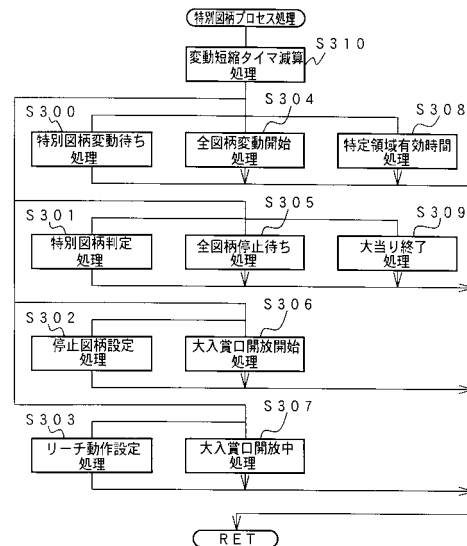 特別図柄プロセス処理
S310
変動短縮タイマ減算
処理
S300
特別図柄変動待ち
処理
S304
全図柄変動開始
処理
S308
特定領域有効時間
処理
S301
特別図柄判定
処理
S305
全図柄停止待ち
処理
S309
大当り終了
処理
S302
停止図柄設定
処理
S306
大入賞口開放開始
処理
S303
リーチ動作設定
処理
S307
大入賞口開放中
処理
RET